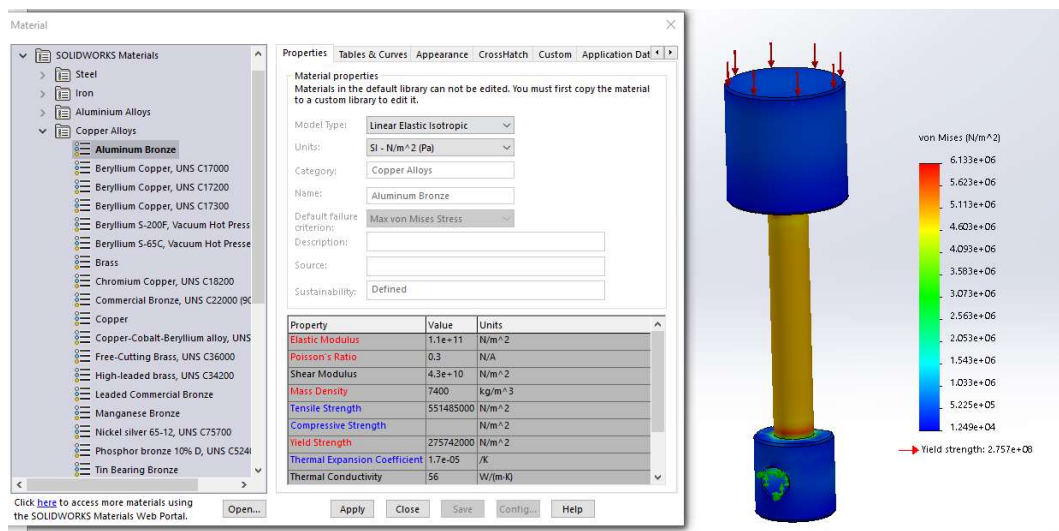 Material
SOLIDWORKS Materials
Steel
Iron
Aluminium Alloys
Copper Alloys
Aluminum Bronze
Beryllium Copper, UNS C17000
Beryllium Copper, UNS C17200
Beryllium Copper, UNS C17300
Beryllium S-200F, Vacuum Hot Press
Beryllium S-65C, Vacuum Hot Presse
Brass
Chromium Copper, UNS C18200
Commercial Bronze, UNS C22000 (90
Copper
Copper-Cobalt-Beryllium alloy, UNS
Free-Cutting Brass, UNS C36000
High-leaded brass, UNS C34200
Leaded Commercial Bronze
Manganese Bronze
Nickel silver 65-12, UNS C75700
Phosphor bronze 10% D, UNS C524
Tin Bearing Bronze
Click here to access more materials using
the SOLIDWORKS Materials Web Portal.
Open...
Properties Tables & Curves Appearance CrossHatch Custom Application Dat
Material properties
Materials in the default library can not be edited. You must first copy the material
to a custom library to edit it.
Model Type: Linear Elastic Isotropic
Units: SI - N/m^2 (Pa)
Category: Copper Alloys
Name: Aluminum Bronze
Default failure
criterion: Max von Mises Stress
Description:
Source:
Sustainability: Defined
Property Value Units
Elastic Modulus 1.1e+11 N/m^2
Poisson's Ratio 0.3 N/A
Shear Modulus 4.3e+10 N/m^2
Mass Density 7400 kg/m^3
Tensile Strength 551485000 N/m^2
Compressive Strength N/m^2
Yield Strength 275742000 N/m^2
Thermal Expansion Coefficient 1.7e-05 /K
Thermal Conductivity 56 W/(m·K)
Apply Close Save Config... Help
von Mises (N/m^2)
6.133e+06
5.623e+06
5.113e+06
4.603e+06
4.093e+06
3.583e+06
3.073e+06
2.563e+06
2.053e+06
1.543e+06
1.033e+06
5.225e+05
1.249e+04
Yield strength: 2.757e+08